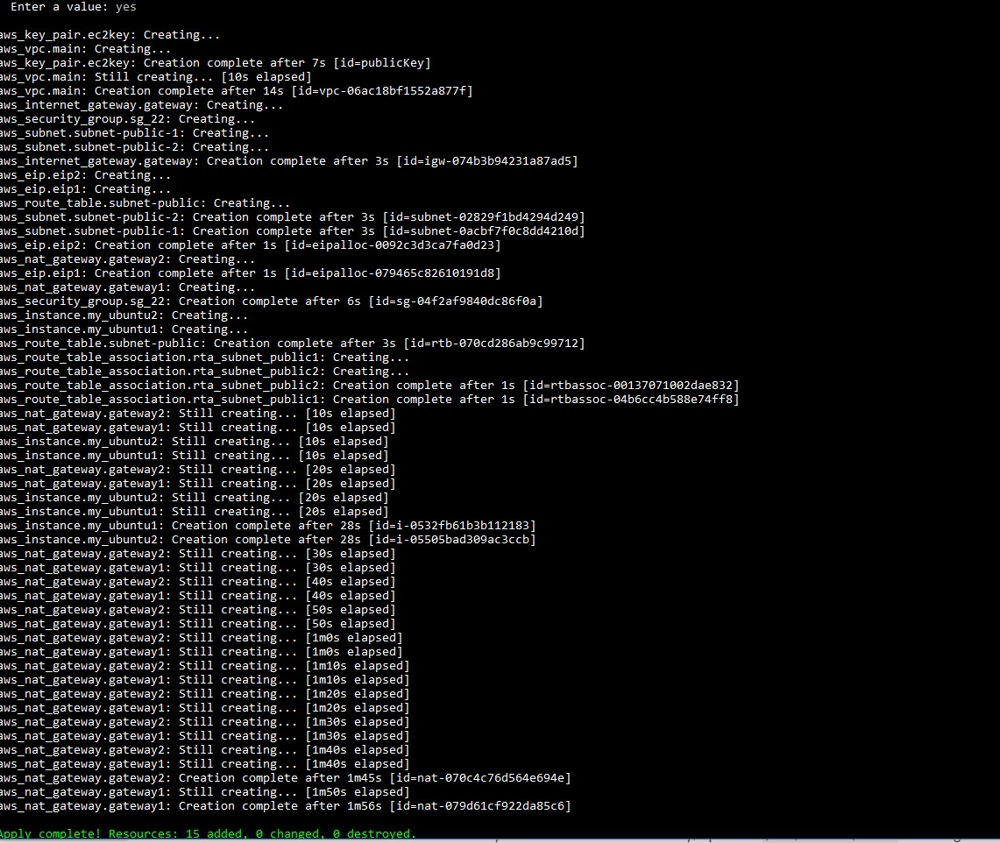 Enter a value: yes
aws_key_pair.ec2key: Creating...
aws_vpc.main: Creating...
aws_key_pair.ec2key: Creation complete after 7s [id=publicKey]
aws_vpc.main: Still creating... [10s elapsed]
aws_vpc.main: Creation complete after 14s [id=vpc-06ac18bf1552a877f]
aws_internet_gateway.gateway: Creating...
aws_security_group.sg_22: Creating...
aws_subnet.subnet-public-1: Creating...
aws_subnet.subnet-public-2: Creating...
aws_internet_gateway.gateway: Creation complete after 3s [id=igw-074b3b94231a87ad5]
aws_eip.eip2: Creating...
aws_eip.eip1: Creating...
aws_route_table.subnet-public: Creating...
aws_subnet.subnet-public-2: Creation complete after 3s [id=subnet-02829f1bd4294d249]
aws_subnet.subnet-public-1: Creation complete after 3s [id=subnet-0acbf7f0c8dd4210d]
aws_eip.eip2: Creation complete after 1s [id=eipalloc-0092c3d3ca7fa0d23]
aws_nat_gateway.gateway2: Creating...
aws_eip.eip1: Creation complete after 1s [id=eipalloc-079465c82610191d8]
aws_nat_gateway.gateway1: Creating...
aws_security_group.sg_22: Creation complete after 6s [id=sg-04f2af9840dc86f0a]
aws_instance.my_ubuntu2: Creating...
aws_instance.my_ubuntu1: Creating...
aws_route_table.subnet-public: Creation complete after 3s [id=rtb-070cd286ab9c99712]
aws_route_table_association.rta_subnet_public1: Creating...
aws_route_table_association.rta_subnet_public2: Creating...
aws_route_table_association.rta_subnet_public2: Creation complete after 1s [id=rtbassoc-00137071002dae832]
aws_route_table_association.rta_subnet_public1: Creation complete after 1s [id=rtbassoc-04b6cc4b588e74ff8]
aws_nat_gateway.gateway2: Still creating... [10s elapsed]
aws_nat_gateway.gateway1: Still creating... [10s elapsed]
aws_instance.my_ubuntu2: Still creating... [10s elapsed]
aws_instance.my_ubuntu1: Still creating... [10s elapsed]
aws_nat_gateway.gateway2: Still creating... [20s elapsed]
aws_nat_gateway.gateway1: Still creating... [20s elapsed]
aws_instance.my_ubuntu2: Still creating... [20s elapsed]
aws_instance.my_ubuntu1: Still creating... [20s elapsed]
aws_instance.my_ubuntu1: Creation complete after 28s [id=i-0532fb61b3b112183]
aws_instance.my_ubuntu2: Creation complete after 28s [id=i-05505bad309ac3ccb]
aws_nat_gateway.gateway2: Still creating... [30s elapsed]
aws_nat_gateway.gateway1: Still creating... [30s elapsed]
aws_nat_gateway.gateway2: Still creating... [40s elapsed]
aws_nat_gateway.gateway1: Still creating... [40s elapsed]
aws_nat_gateway.gateway2: Still creating... [50s elapsed]
aws_nat_gateway.gateway1: Still creating... [50s elapsed]
aws_nat_gateway.gateway2: Still creating... [1m0s elapsed]
aws_nat_gateway.gateway1: Still creating... [1m0s elapsed]
aws_nat_gateway.gateway2: Still creating... [1m10s elapsed]
aws_nat_gateway.gateway1: Still creating... [1m10s elapsed]
aws_nat_gateway.gateway2: Still creating... [1m20s elapsed]
aws_nat_gateway.gateway1: Still creating... [1m20s elapsed]
aws_nat_gateway.gateway2: Still creating... [1m30s elapsed]
aws_nat_gateway.gateway1: Still creating... [1m30s elapsed]
aws_nat_gateway.gateway2: Still creating... [1m40s elapsed]
aws_nat_gateway.gateway1: Still creating... [1m40s elapsed]
aws_nat_gateway.gateway2: Creation complete after 1m45s [id=nat-070c4c76d564e694e]
aws_nat_gateway.gateway1: Still creating... [1m50s elapsed]
aws_nat_gateway.gateway1: Creation complete after 1m56s [id=nat-079d61cf922da85c6]
Apply complete! Resources: 15 added, 0 changed, 0 destroyed.